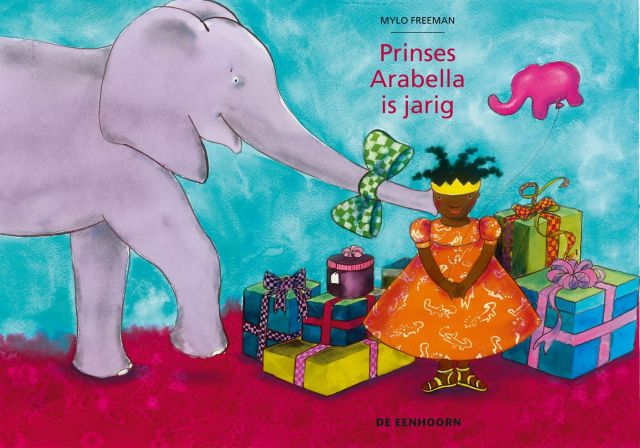 MYLO FREEMAN
Prinses
Arabella
is jarig
DE EENHOORN